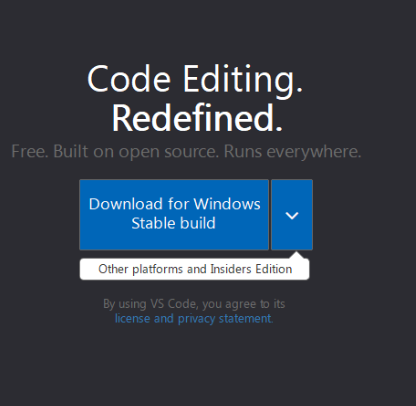 Code Editing.
Redefined.
Free. Built on open source. Runs everywhere.
Download for Windows
Stable build
Other platforms and Insiders Edition
By using VS Code, you agree to its
license and privacy statement.